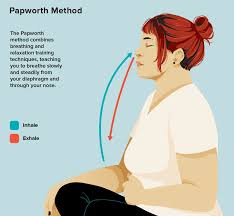 Papworth Method
The Papworth
method combines
breathing and
relaxation training
techniques, teaching
you to breathe slowly
and steadily from
your diaphragm and
through your nose.
Inhale
Exhale